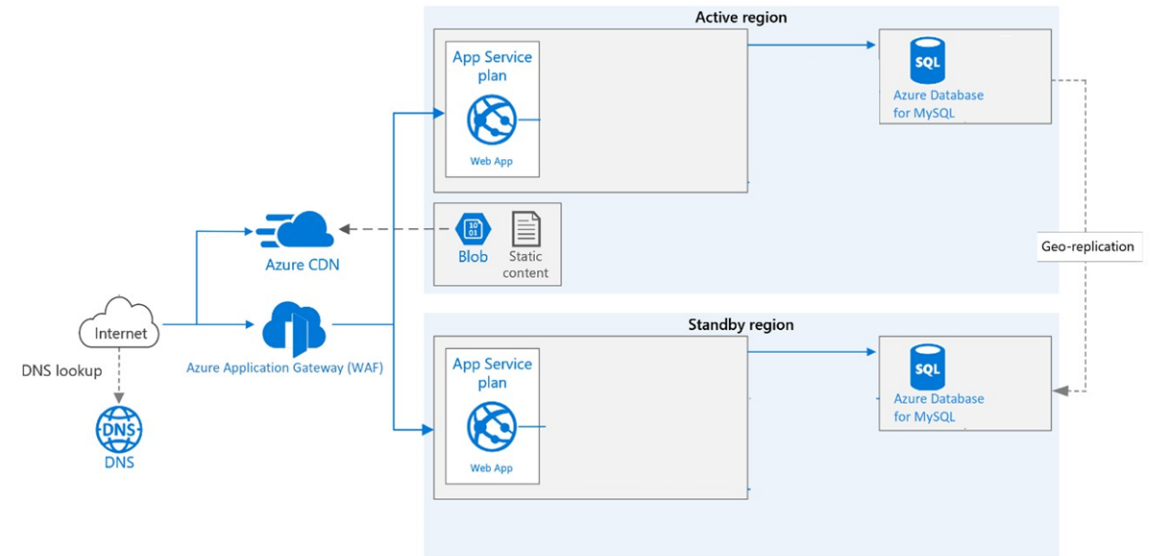 Active region
App Service
plan
Web App
SQL
Azure Database
for MySQL
10
01
Blob
Static
content
Azure CDN
Geo-replication
Internet
Azure Application Gateway (WAF)
DNS lookup
DNS
DNS
Standby region
App Service
plan
Web App
SQL
Azure Database
for MySQL